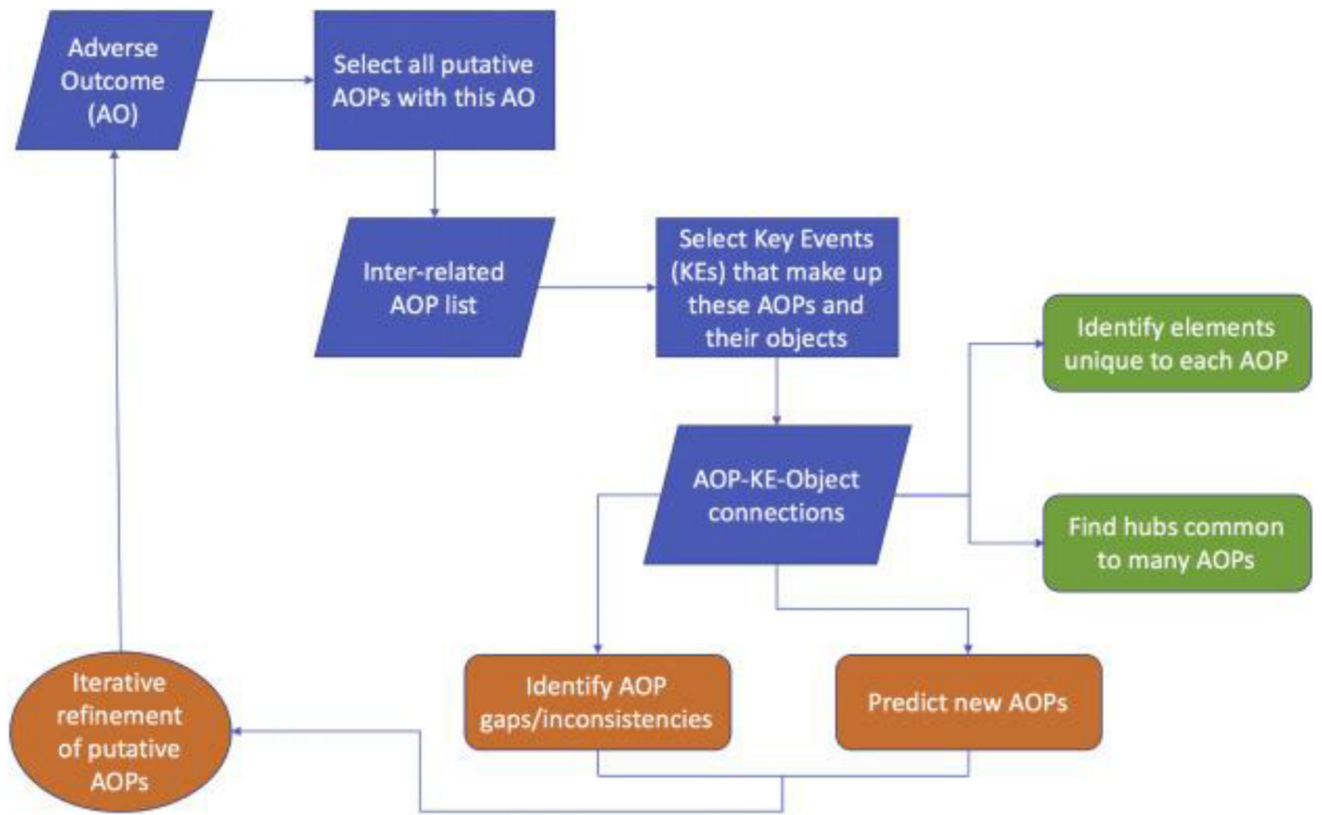 Adverse
Outcome
(AO)
Select all putative
AOPs with this AO
Inter-related
AOP list
Select Key Events
(KEs) that make up
these AOPs and
their objects
Identify elements
unique to each AOP
AOP-KE-Object
connections
Find hubs common
to many AOPs
Identify AOP
gaps/inconsistencies
Predict new AOPs
Iterative
refinement
of putative
AOPs